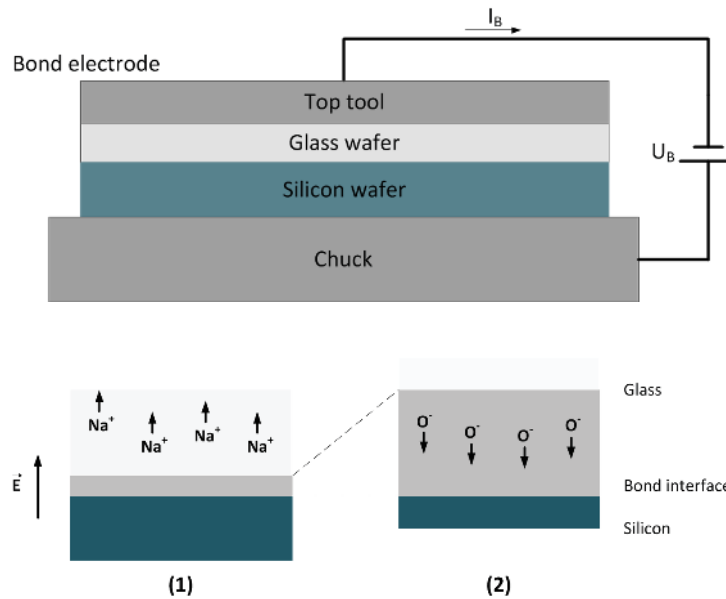 I_B
Bond electrode
Top tool
Glass wafer
U_B
Silicon wafer
Chuck
Glass
Na⁺ Na⁺ Na⁺ Na⁺
O⁻ O⁻ O⁻ O⁻
E
Bond interface
Silicon
(1) (2)